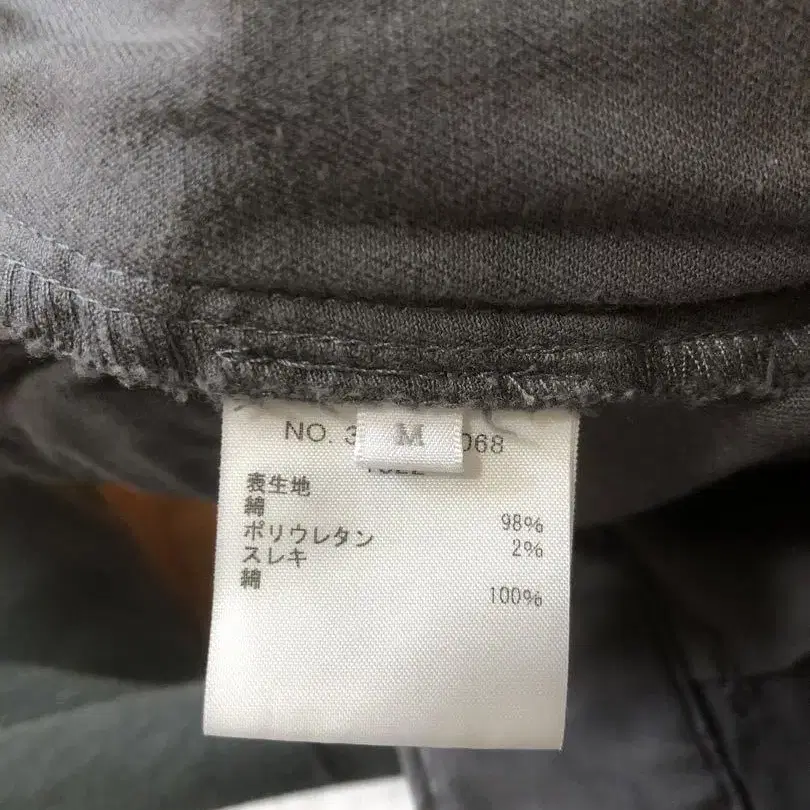 M
NO. 3 068
表生地
綿 98%
ポリウレタン 2%
スレキ
綿 100%